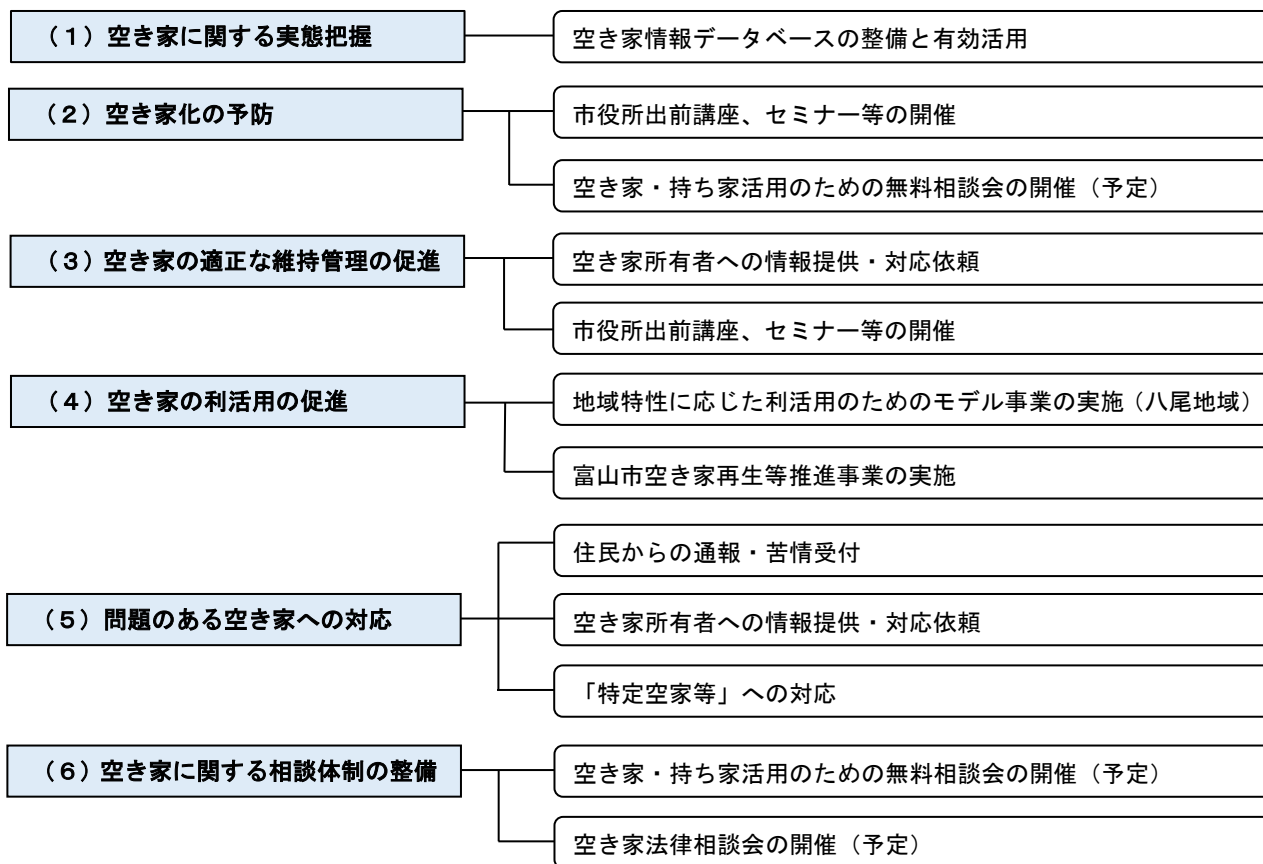 （１）空き家に関する実態把握
空き家情報データベースの整備と有効活用
（２）空き家化の予防
市役所出前講座、セミナー等の開催
空き家・持ち家活用のための無料相談会の開催（予定）
（３）空き家の適正な維持管理の促進
空き家所有者への情報提供・対応依頼
市役所出前講座、セミナー等の開催
（４）空き家の利活用の促進
地域特性に応じた利活用のためのモデル事業の実施（八尾地域）
富山市空き家再生等推進事業の実施
住民からの通報・苦情受付
（５）問題のある空き家への対応
空き家所有者への情報提供・対応依頼
「特定空家等」への対応
（６）空き家に関する相談体制の整備
空き家・持ち家活用のための無料相談会の開催（予定）
空き家法律相談会の開催（予定）